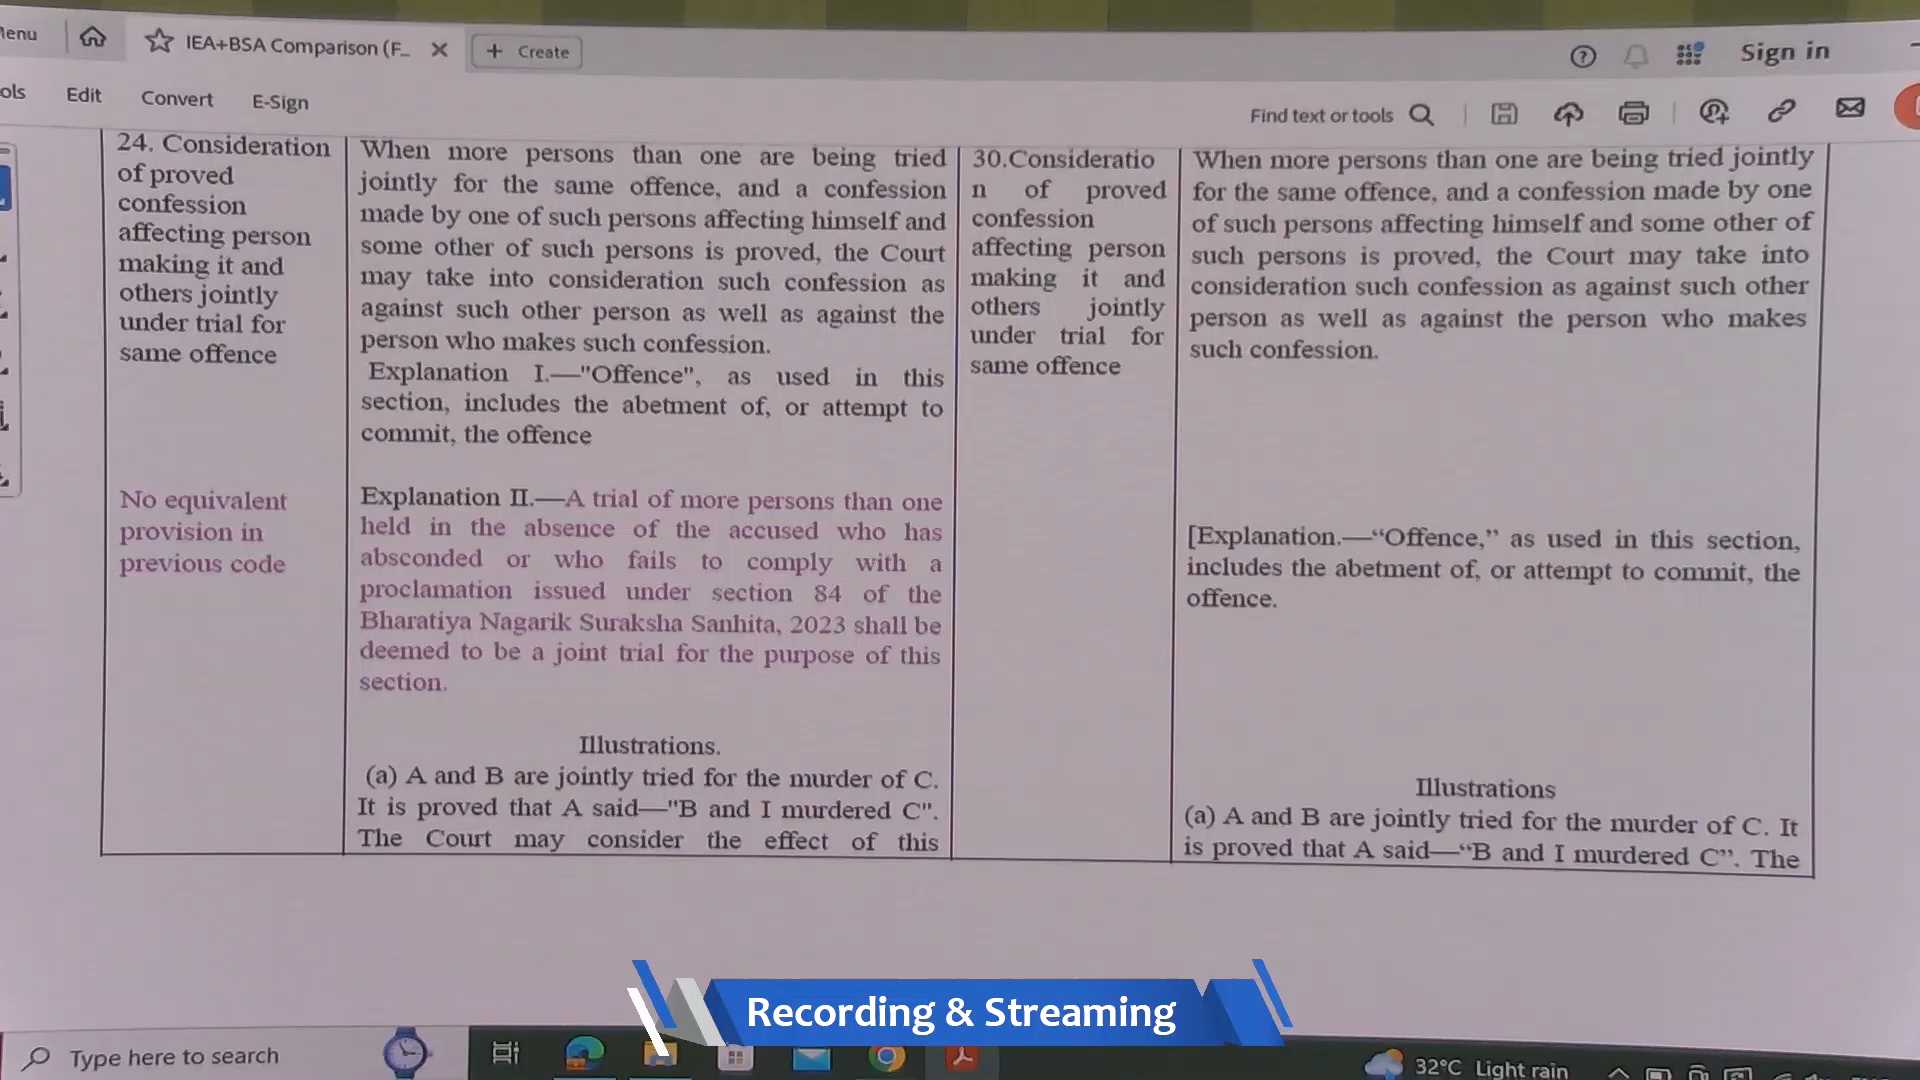 IEA+BSA Comparison (F_
Create
Sign in
Edit
Convert
E-Sign
Find text or tools
24. Consideration
of proved
confession
affecting person
making it and
others jointly
under trial for
same offence
No equivalent
provision in
previous code
When more persons than one are being tried
jointly for the same offence, and a confession
made by one of such persons affecting himself and
some other of such persons is proved, the Court
may take into consideration such confession as
against such other person as well as against the
person who makes such confession.
Explanation I.—"Offence", as used in this
section, includes the abetment of, or attempt to
commit, the offence
Explanation II.—A trial of more persons than one
held in the absence of the accused who has
absconded or who fails to comply with a
proclamation issued under section 84 of the
Bharatiya Nagarik Suraksha Sanhita, 2023 shall be
deemed to be a joint trial for the purpose of this
section.
Illustrations.
(a) A and B are jointly tried for the murder of C.
It is proved that A said—"B and I murdered C".
The Court may consider the effect of this
30.Consideratio
n of proved
confession
affecting person
making it and
others jointly
under trial for
same offence
When more persons than one are being tried jointly
for the same offence, and a confession made by one
of such persons affecting himself and some other of
such persons is proved, the Court may take into
consideration such confession as against such other
person as well as against the person who makes
such confession.
[Explanation.—“Offence,” as used in this section,
includes the abetment of, or attempt to commit, the
offence.
Illustrations
(a) A and B are jointly tried for the murder of C. It
is proved that A said—“B and I murdered C”. The
Recording & Streaming
Type here to search
32°C Light rain